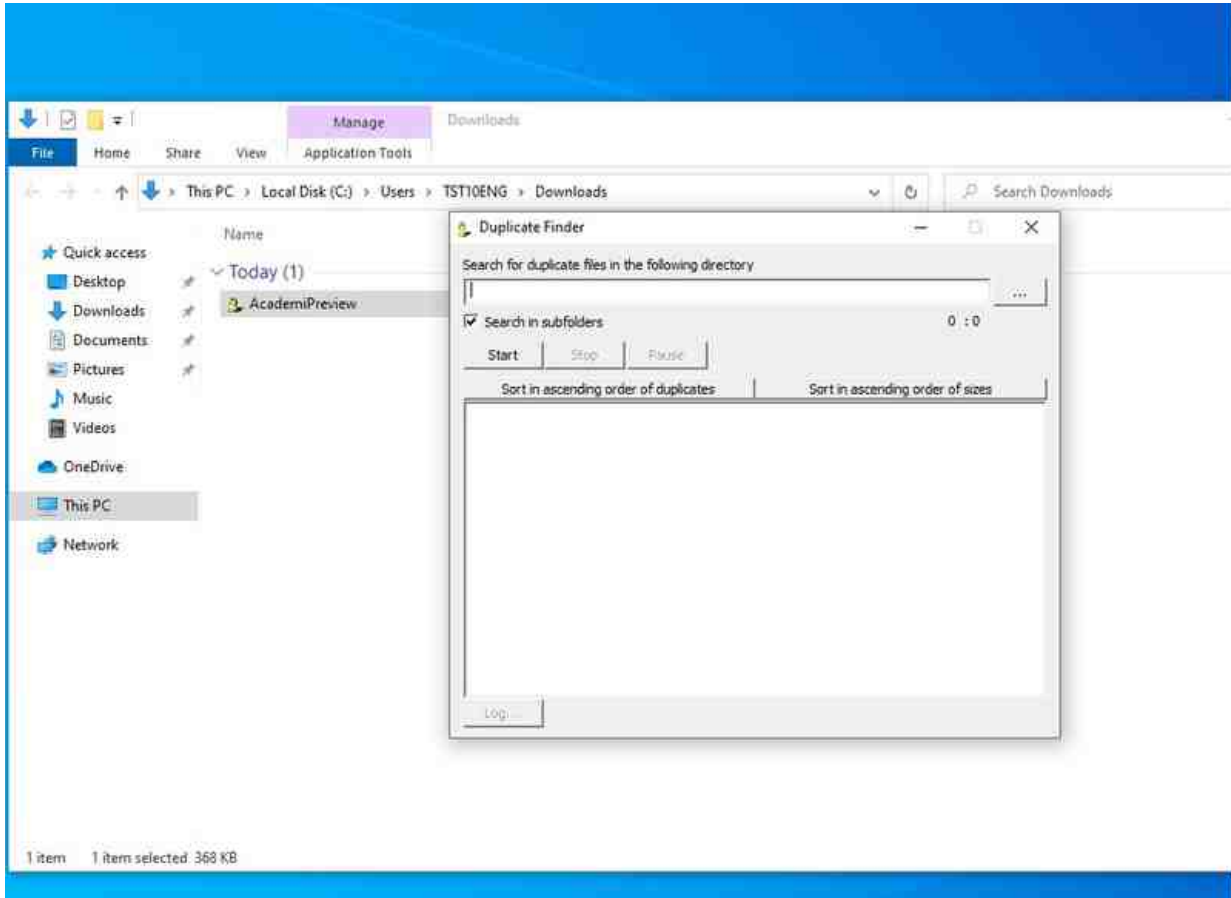 Manage
Downloads
File Home Share View Application Tools
This PC > Local Disk (C:) > Users > TST10ENG > Downloads
Search Downloads
Name
Quick access
Desktop
Downloads
Documents
Pictures
Music
Videos
OneDrive
This PC
Network
Today (1)
AcademiPreview
Duplicate Finder
Search for duplicate files in the following directory
...
Search in subfolders
0 : 0
Start Stop Pause
Sort in ascending order of duplicates Sort in ascending order of sizes
Log...
1 item 1 item selected 368 KB